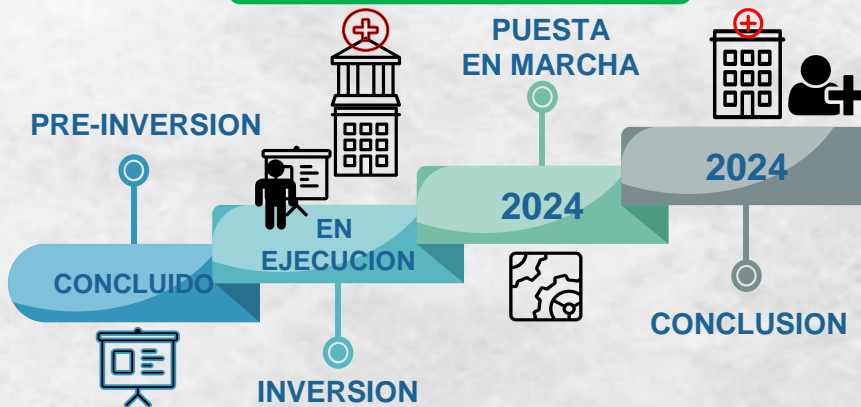 PRE-INVERSION
CONCLUIDO
EN
EJECUCION
INVERSION
PUESTA
EN MARCHA
2024
2024
CONCLUSION